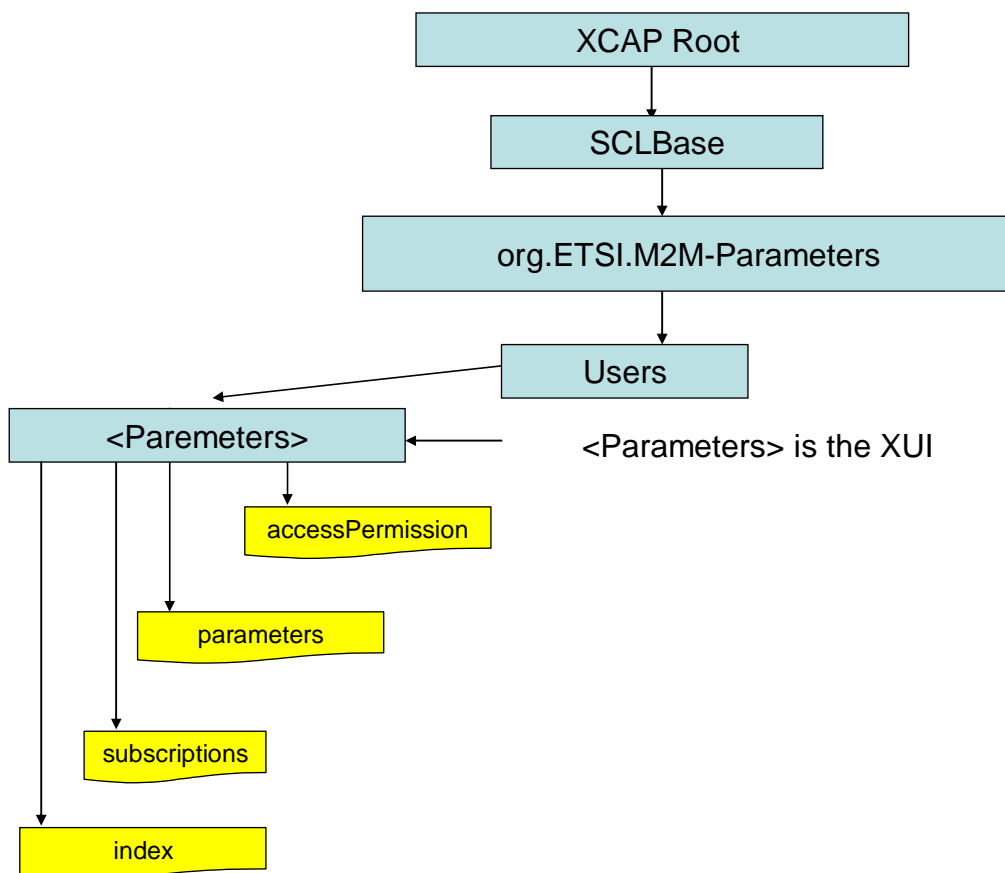 XCAP Root
SCLBase
org.ETSI.M2M-Parameters
Users
<Paremeters>
<Parameters> is the XUI
accessPermission
parameters
subscriptions
index